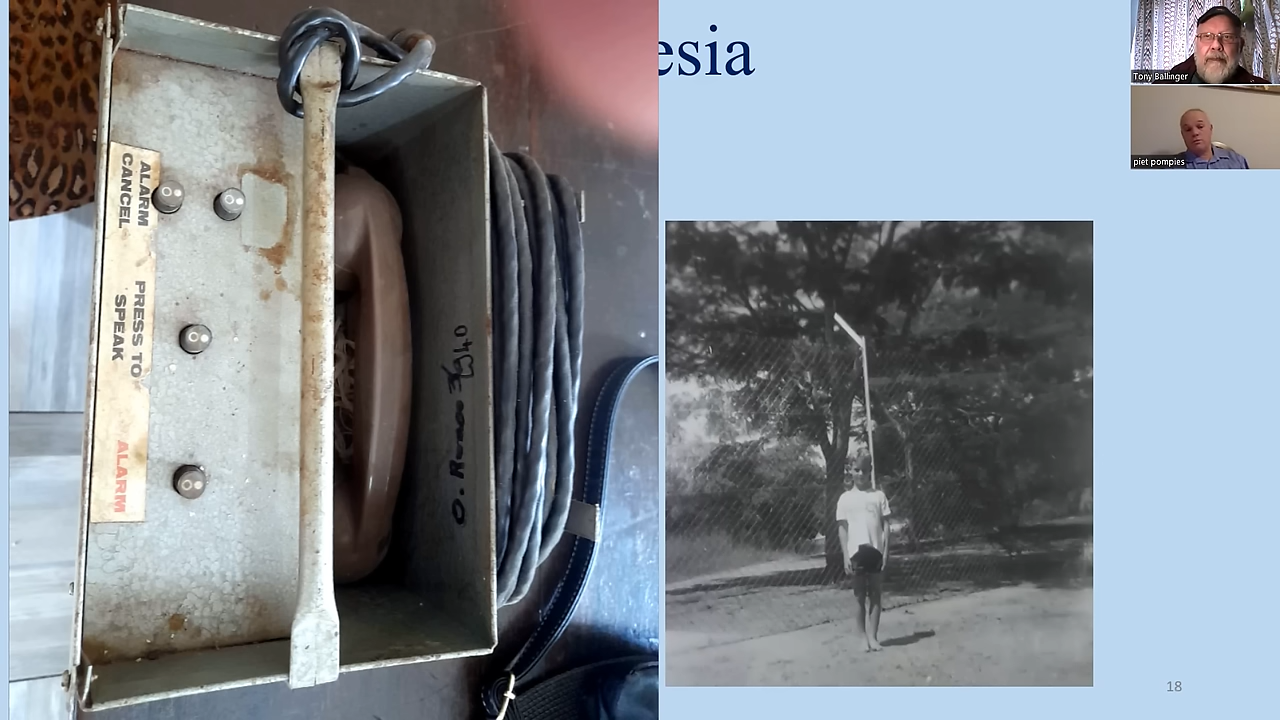 esia
Tony Ballinger
piet pompies
ALARM
CANCEL
PRESS TO
SPEAK
ALARM
18